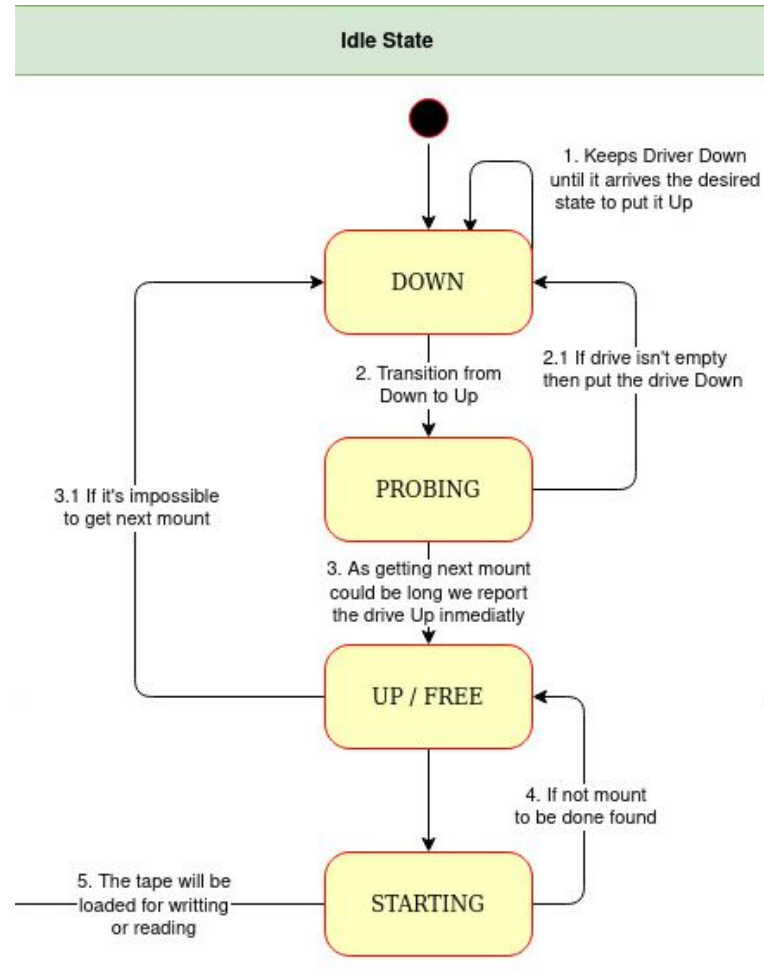 Idle State
1. Keeps Driver Down
until it arrives the desired
state to put it Up
DOWN
2. Transition from
Down to Up
2.1 If drive isn't empty
then put the drive Down
PROBING
3.1 If it's impossible
to get next mount
3. As getting next mount
could be long we report
the drive Up inmediatly
UP / FREE
4. If not mount
to be done found
5. The tape will be
loaded for writting
or reading
STARTING